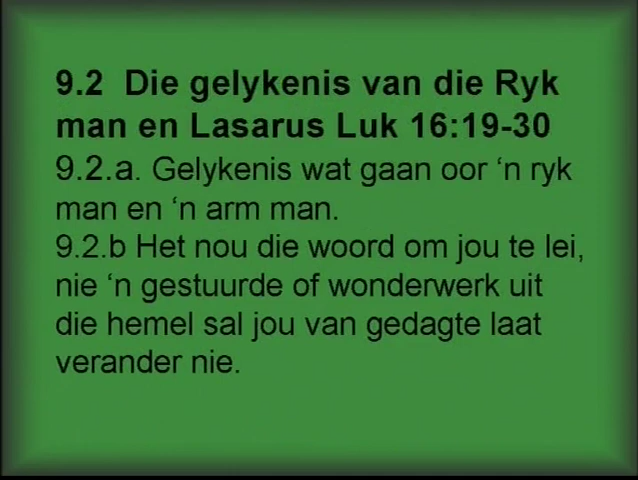 9.2 Die gelykenis van die Ryk
man en Lasarus Luk 16:19-30
9.2.a. Gelykenis wat gaan oor ‘n ryk
man en ‘n arm man.
9.2.b Het nou die woord om jou te lei,
nie ‘n gestuurde of wonderwerk uit
die hemel sal jou van gedagte laat
verander nie.